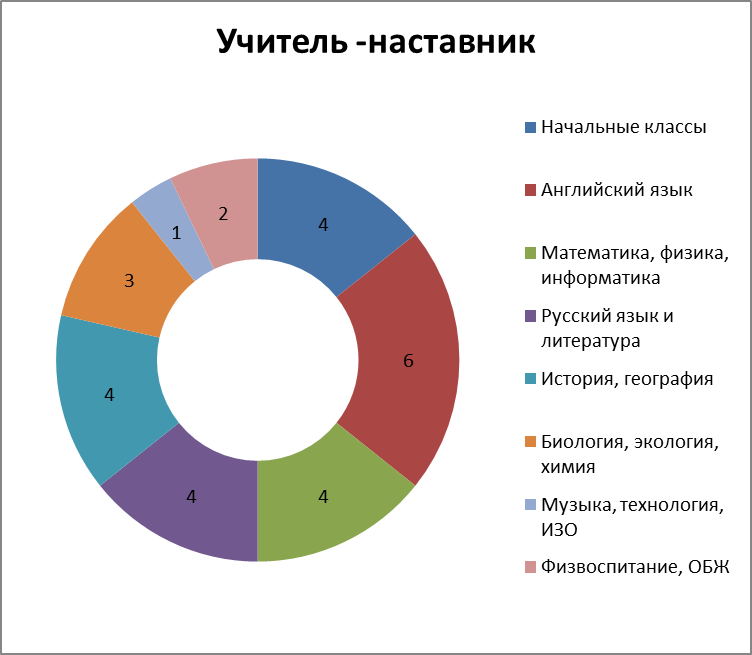 Учитель -наставник
4
6
4
4
4
3
1
2
Начальные классы
Английский язык
Математика, физика,
информатика
Русский язык и
литература
История, география
Биология, экология,
химия
Музыка, технология,
ИЗО
Физвоспитание, ОБЖ